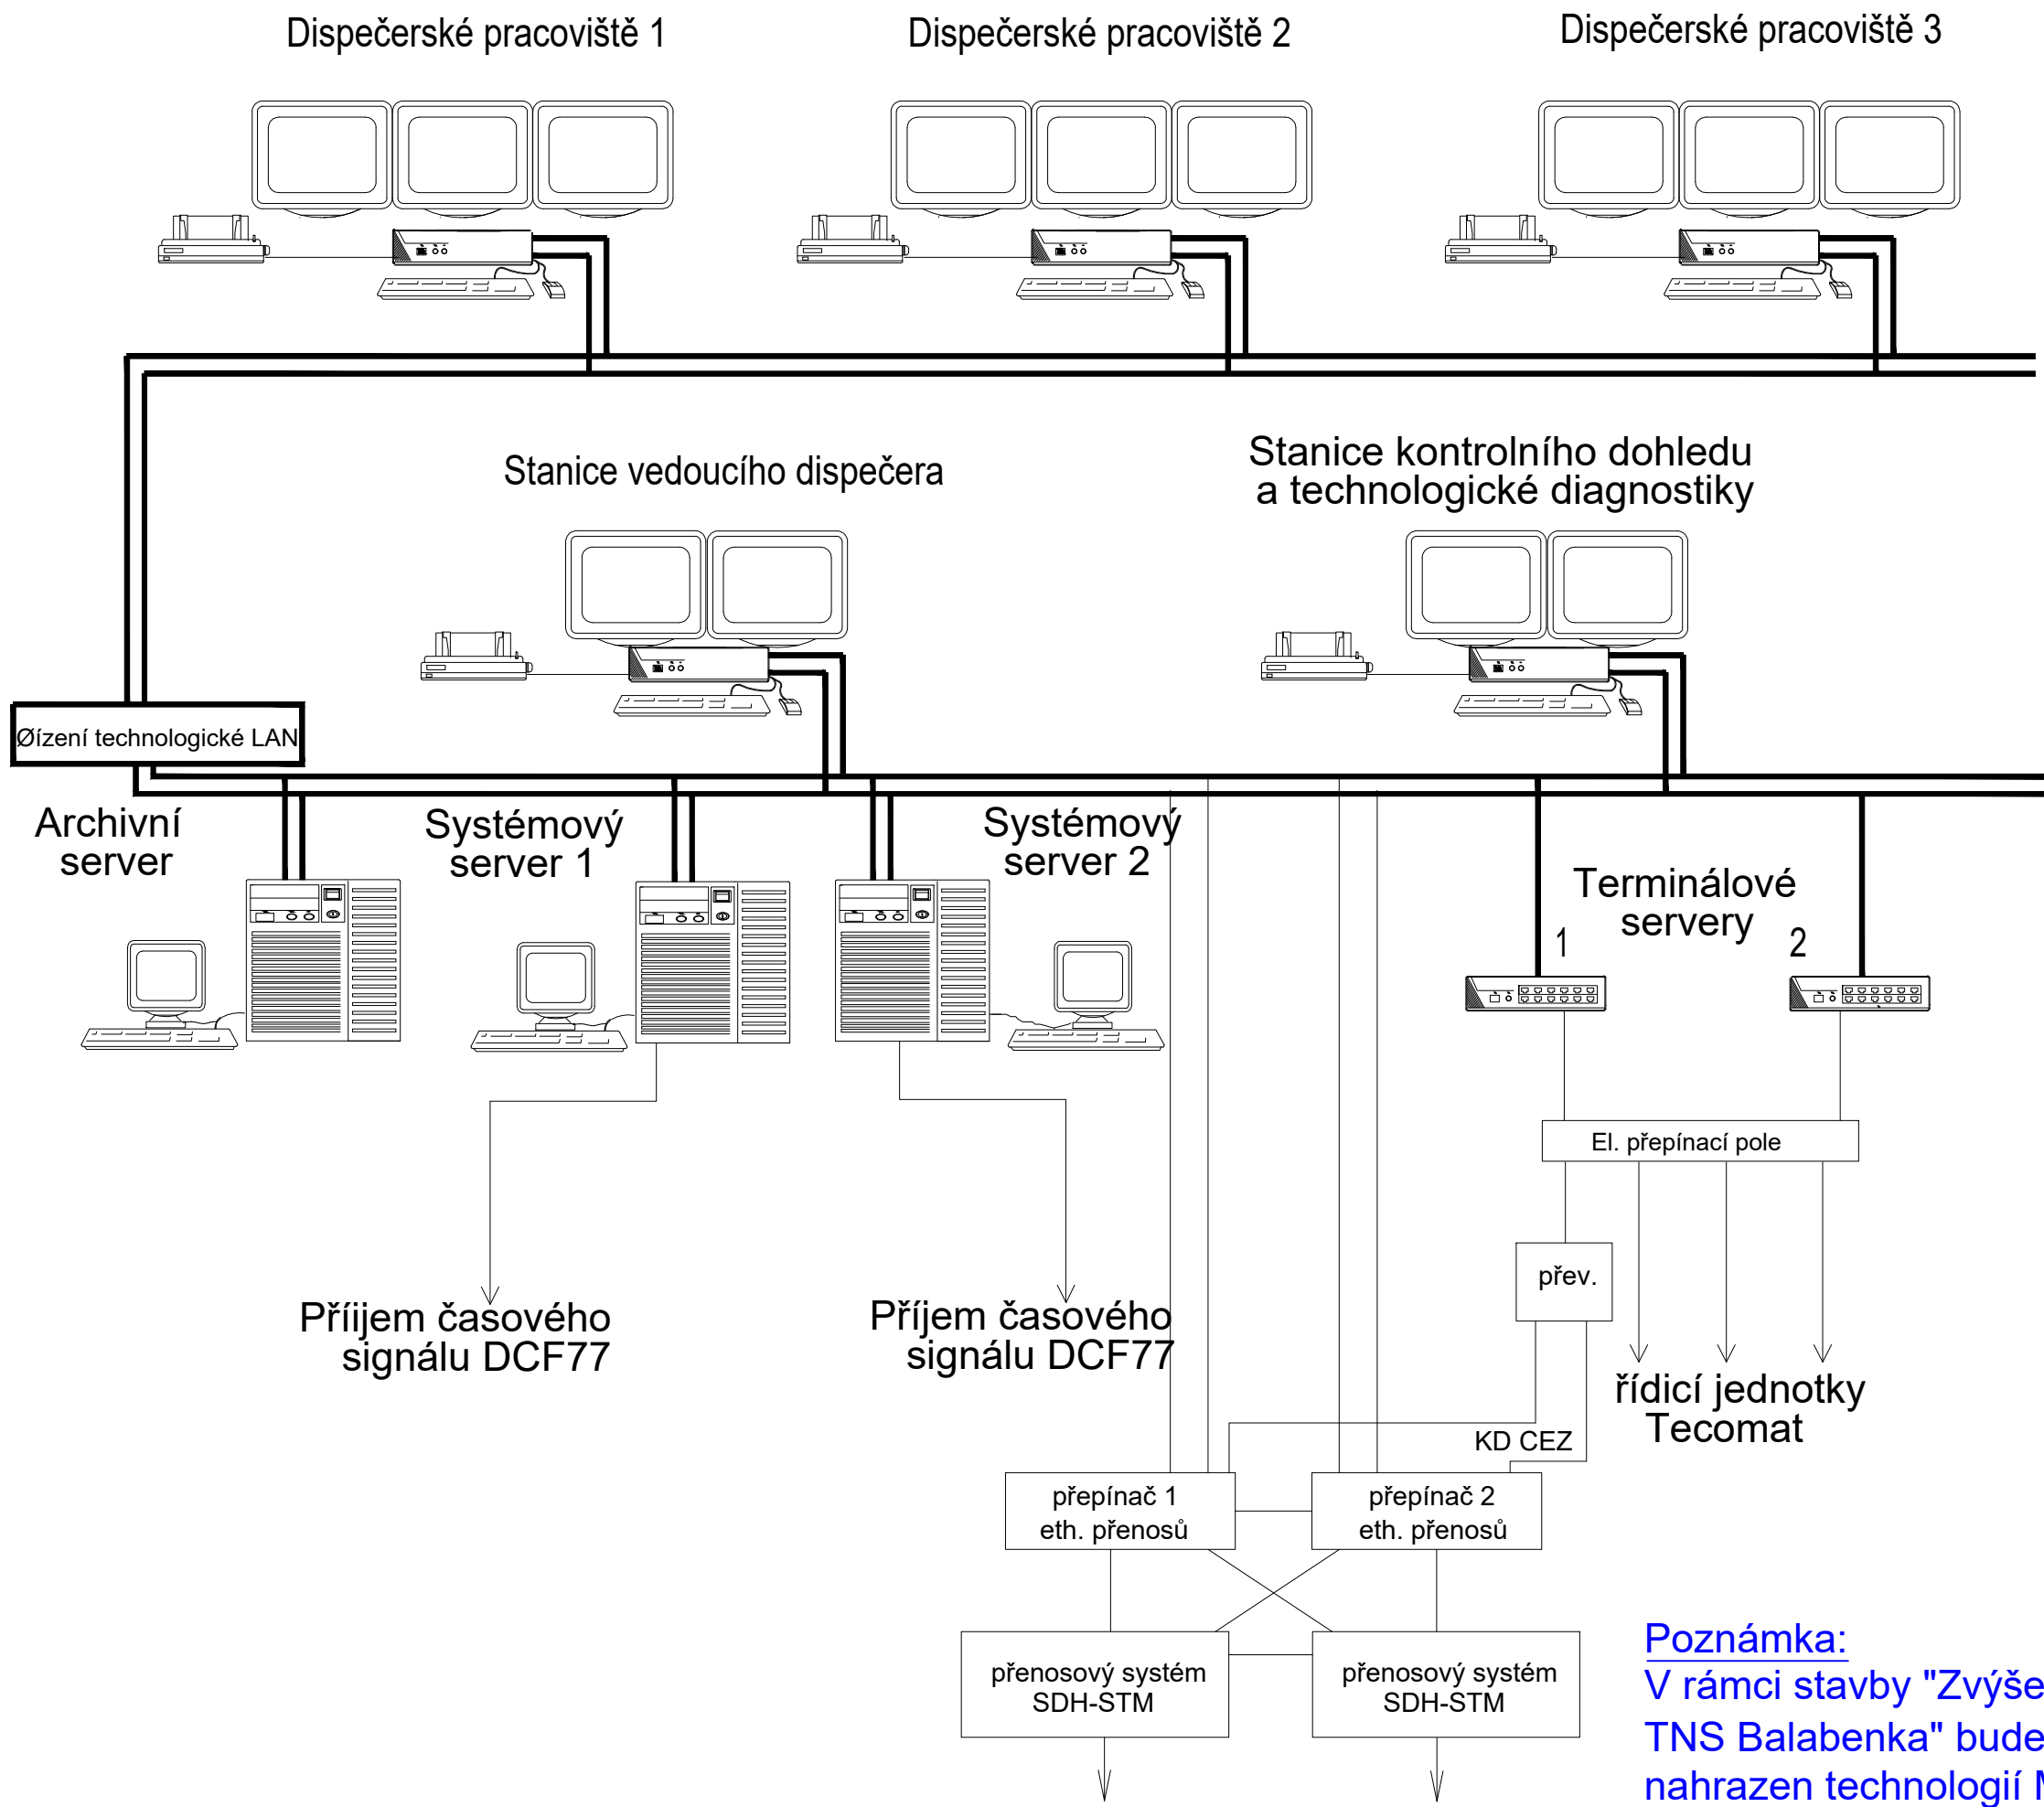 Dispečerské pracoviště 1
Dispečerské pracoviště 2
Dispečerské pracoviště 3
Stanice vedoucího dispečera
Stanice kontrolního dohledu
a technologické diagnostiky
Øízení technologické LAN
Archivní
server
Systémový
server 1
Systémový
server 2
Terminálové
servery
1
2
El. přepínací pole
přev.
Příijem časového
signálu DCF77
Příjem časového
signálu DCF77
řídicí jednotky
Tecomat
KD CEZ
přepínač 1
eth. přenosů
přepínač 2
eth. přenosů
přenosový systém
SDH-STM
přenosový systém
SDH-STM
Poznámka:
V rámci stavby "Zvýše
TNS Balabenka" bude
nahrazen technologií